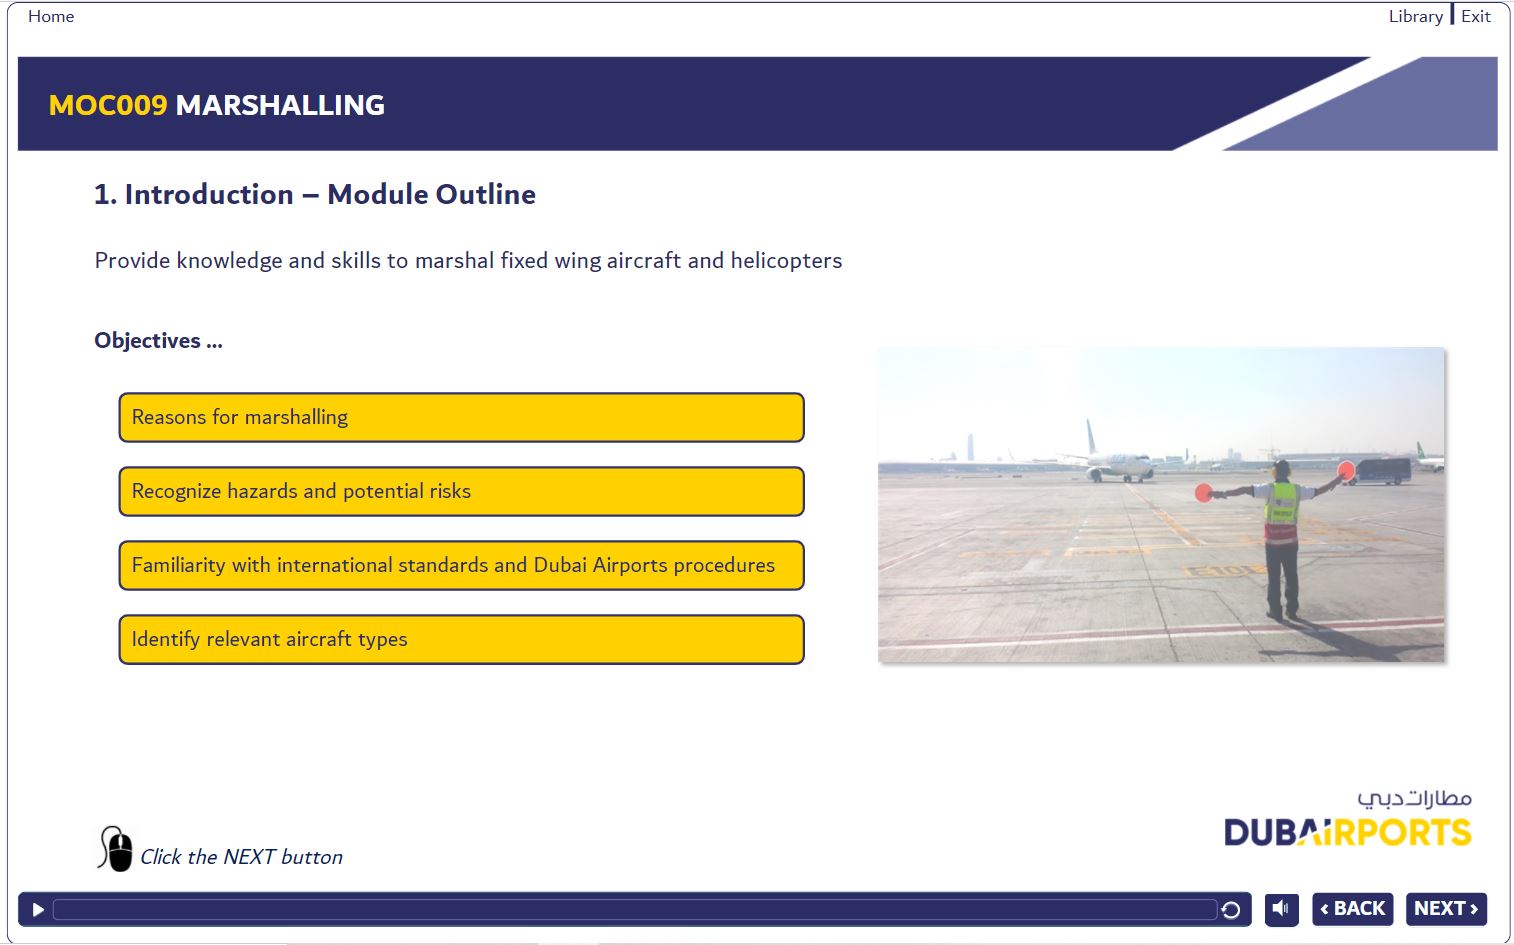 Home
Library Exit
MOC009 MARSHALLING
1. Introduction – Module Outline
Provide knowledge and skills to marshal fixed wing aircraft and helicopters
Objectives ...
Reasons for marshalling
Recognize hazards and potential risks
Familiarity with international standards and Dubai Airports procedures
Identify relevant aircraft types
مطارات دبي
DUBAiRPORTS
Click the NEXT button
‹ BACK
NEXT ›